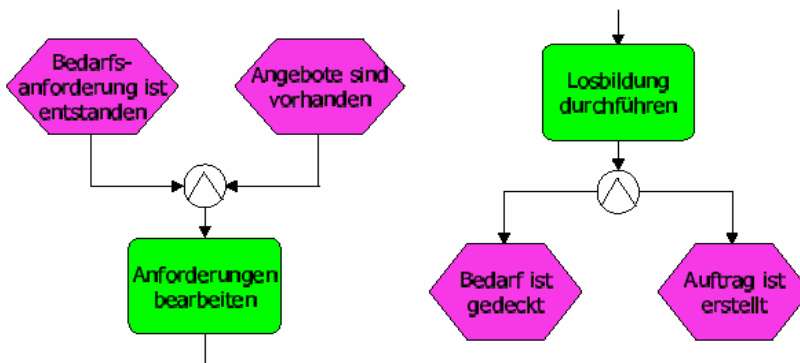 Bedarfs-
anforderung ist
entstanden
Angebote sind
vorhanden
Anforderungen
bearbeiten
Losbildung
durchführen
Bedarf ist
gedeckt
Auftrag ist
erstellt